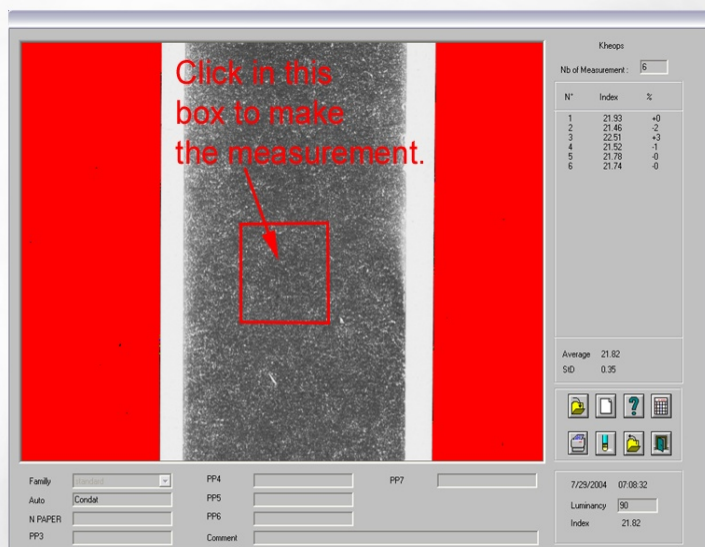 Kheops
Nb of Measurement : 6
N° Index %
1 21.93 +0
2 21.46 -2
3 22.51 +3
4 21.52 -1
5 21.78 -0
6 21.74 -0
Average 21.82
StD 0.35
Click in this
box to make
the measurement.
Family standard
Auto Condat
N PAPER
PP3
PP4
PP5
PP6
Comment
PP7
7/29/2004 07:08:32
Luminancy 90
Index 21.82